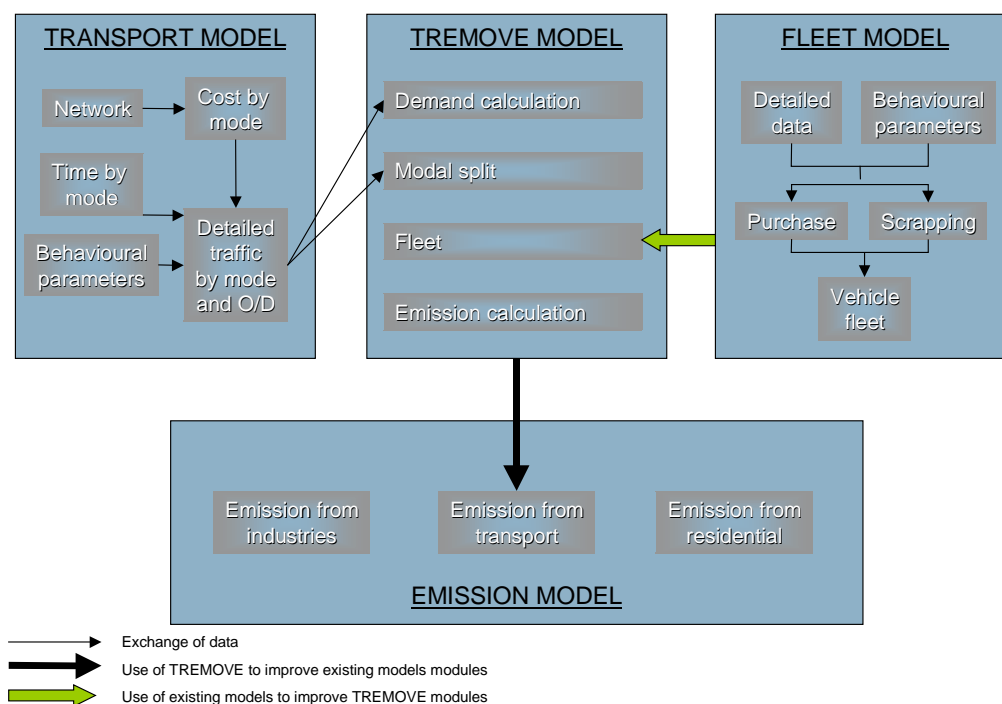 TRANSPORT MODEL
Network
Cost by
mode
Time by
mode
Behavioural
parameters
Detailed
traffic
by mode
and O/D
TREMOVE MODEL
Demand calculation
Modal split
Fleet
Emission calculation
FLEET MODEL
Detailed
data
Behavioural
parameters
Purchase
Scrapping
Vehicle
fleet
Emission from
industries
Emission from
transport
Emission from
residential
EMISSION MODEL
Exchange of data
Use of TREMOVE to improve existing models modules
Use of existing models to improve TREMOVE modules